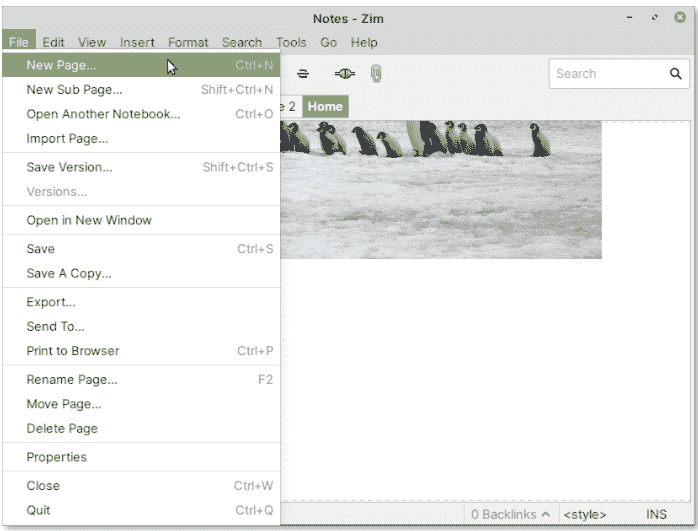 Notes - Zim
File Edit View Insert Format Search Tools Go Help
New Page... Ctrl+N
New Sub Page... Shift+Ctrl+N
Open Another Notebook... Ctrl+O
Import Page...
Save Version... Shift+Ctrl+S
Versions...
Open in New Window
Save Ctrl+S
Save A Copy...
Export...
Send To...
Print to Browser Ctrl+P
Rename Page... F2
Move Page...
Delete Page
Properties
Close Ctrl+W
Quit Ctrl+Q
Search
e 2 Home
0 Backlinks <style> INS